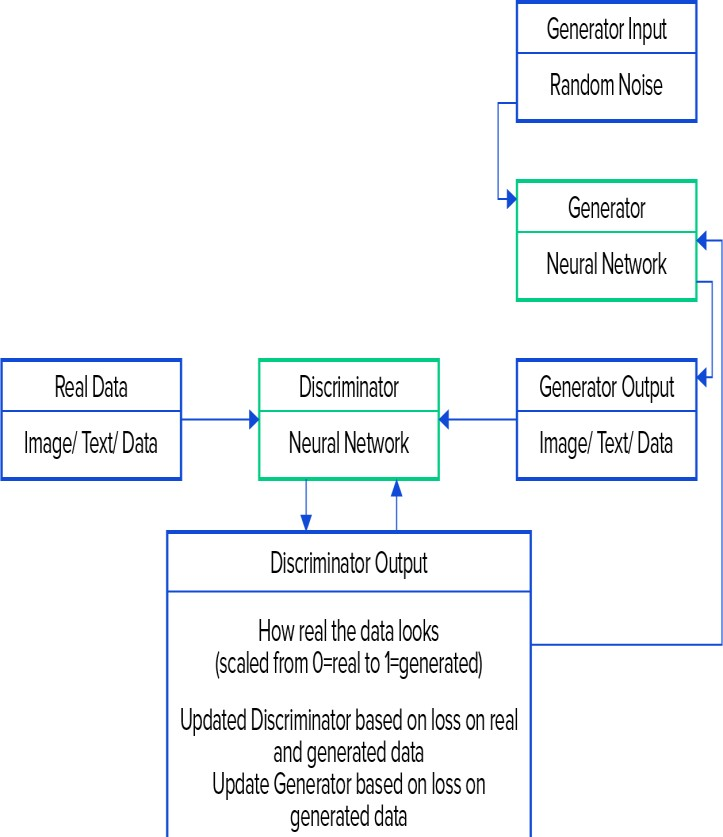 Generator Input
Random Noise
Generator
Neural Network
Real Data
Image/ Text/ Data
Discriminator
Neural Network
Generator Output
Image/ Text/ Data
Discriminator Output
How real the data looks
(scaled from 0=real to 1=generated)
Updated Discriminator based on loss on real
and generated data
Update Generator based on loss on
generated data